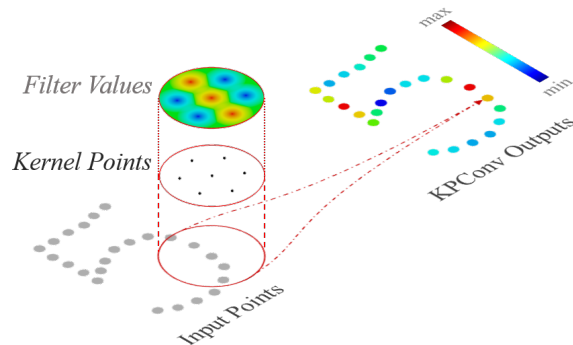 max
min
Filter Values
Kernel Points
KPConv Outputs
Input Points